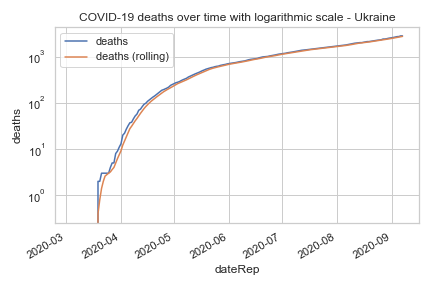 COVID-19 deaths over time with logarithmic scale - Ukraine
deaths
deaths (rolling)
10³
10²
10¹
10⁰
deaths
2020-03
2020-04
2020-05
2020-06
2020-07
2020-08
2020-09
dateRep